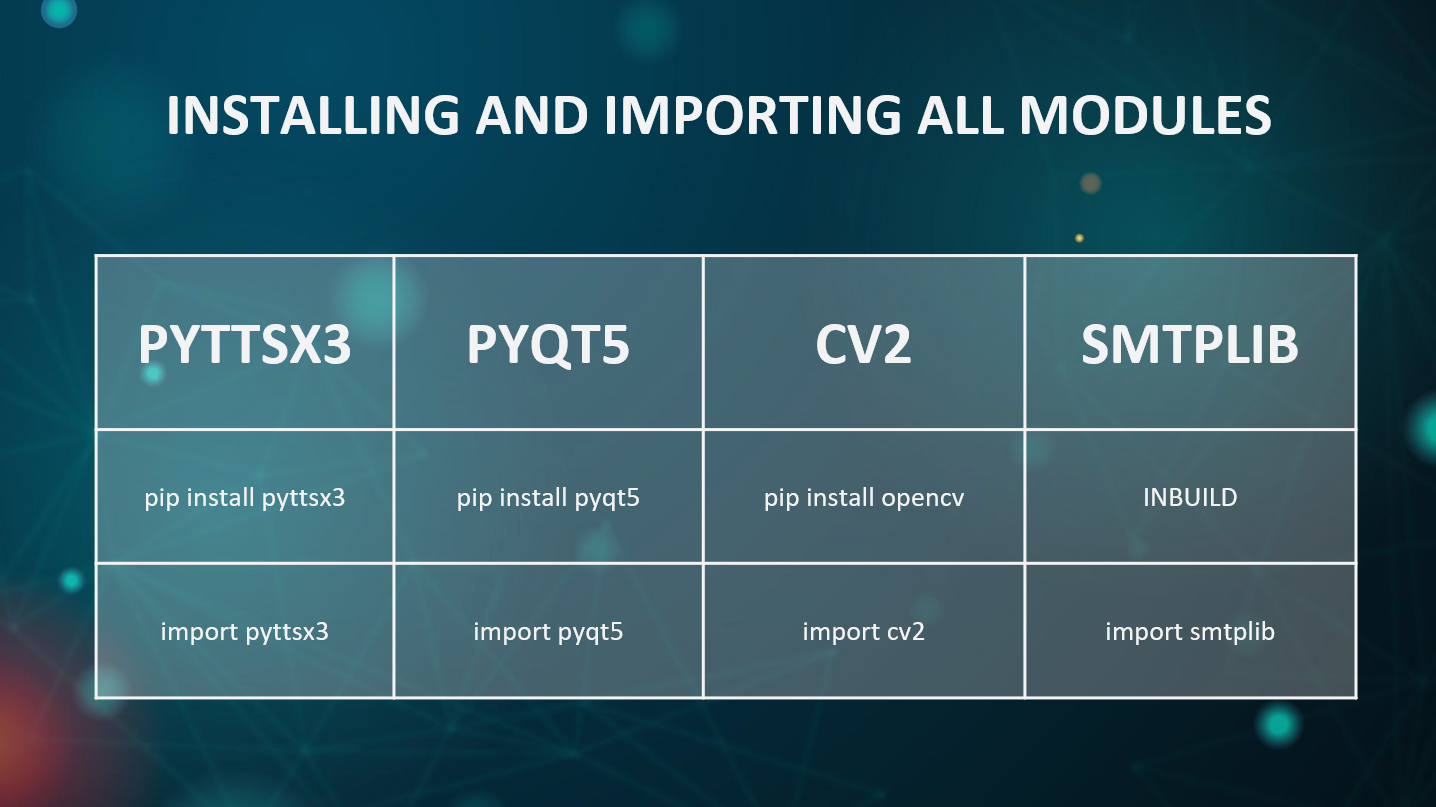 INSTALLING AND IMPORTING ALL MODULES
PYTTSX3
PYQT5
CV2
SMTPLIB
pip install pyttsx3
pip install pyqt5
pip install opencv
INBUILD
import pyttsx3
import pyqt5
import cv2
import smtplib